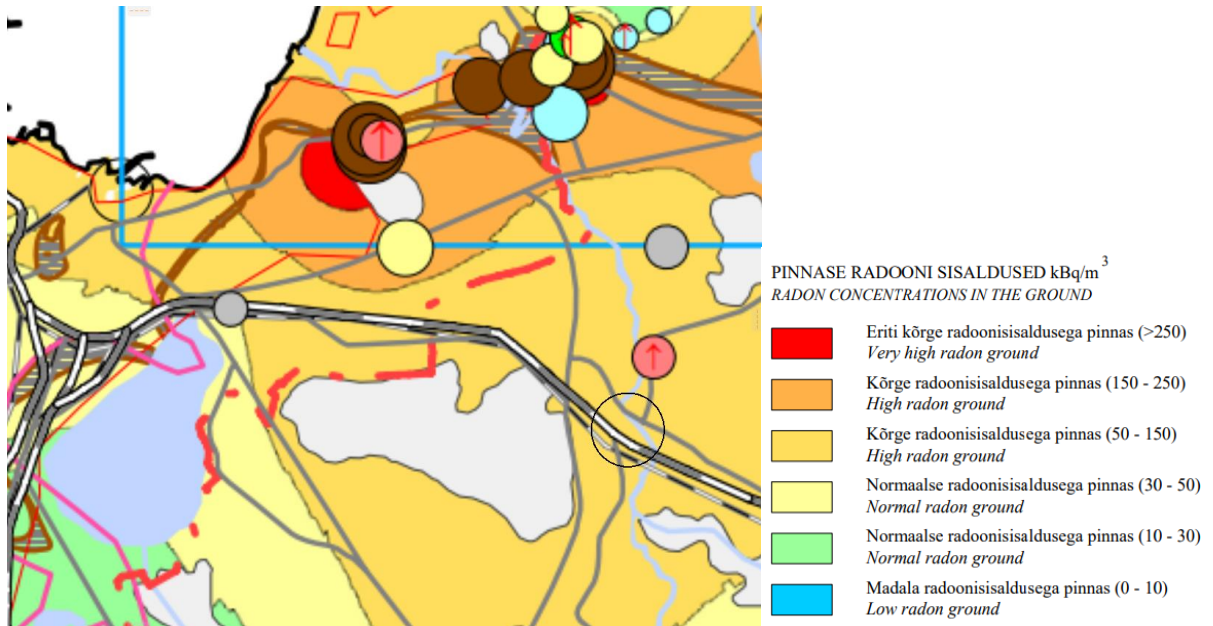 PINNASE RADOONI SISALDUSED kBq/m³
RADON CONCENTRATIONS IN THE GROUND
Eriti kõrge radoonisisaldusega pinnas (>250)
Very high radon ground
Kõrge radoonisisaldusega pinnas (150 - 250)
High radon ground
Kõrge radoonisisaldusega pinnas (50 - 150)
High radon ground
Normaalse radoonisisaldusega pinnas (30 - 50)
Normal radon ground
Normaalse radoonisisaldusega pinnas (10 - 30)
Normal radon ground
Madala radoonisisaldusega pinnas (0 - 10)
Low radon ground